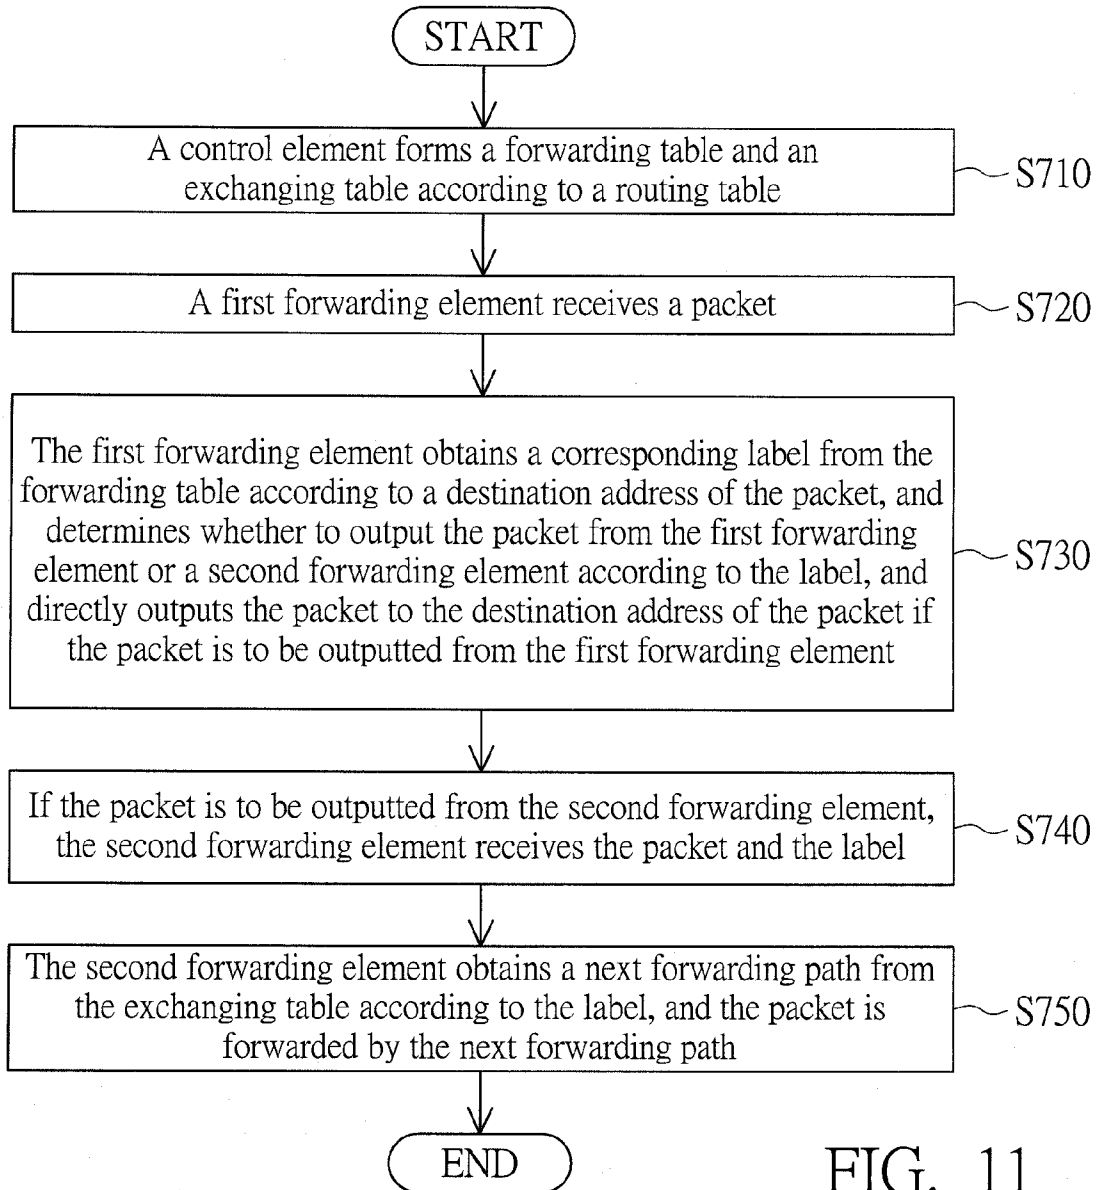 START
A control element forms a forwarding table and an
exchanging table according to a routing table
S710
A first forwarding element receives a packet
S720
The first forwarding element obtains a corresponding label from the
forwarding table according to a destination address of the packet, and
determines whether to output the packet from the first forwarding
element or a second forwarding element according to the label, and
directly outputs the packet to the destination address of the packet if
the packet is to be outputted from the first forwarding element
S730
If the packet is to be outputted from the second forwarding element,
the second forwarding element receives the packet and the label
S740
The second forwarding element obtains a next forwarding path from
the exchanging table according to the label, and the packet is
forwarded by the next forwarding path
S750
END
FIG. 11